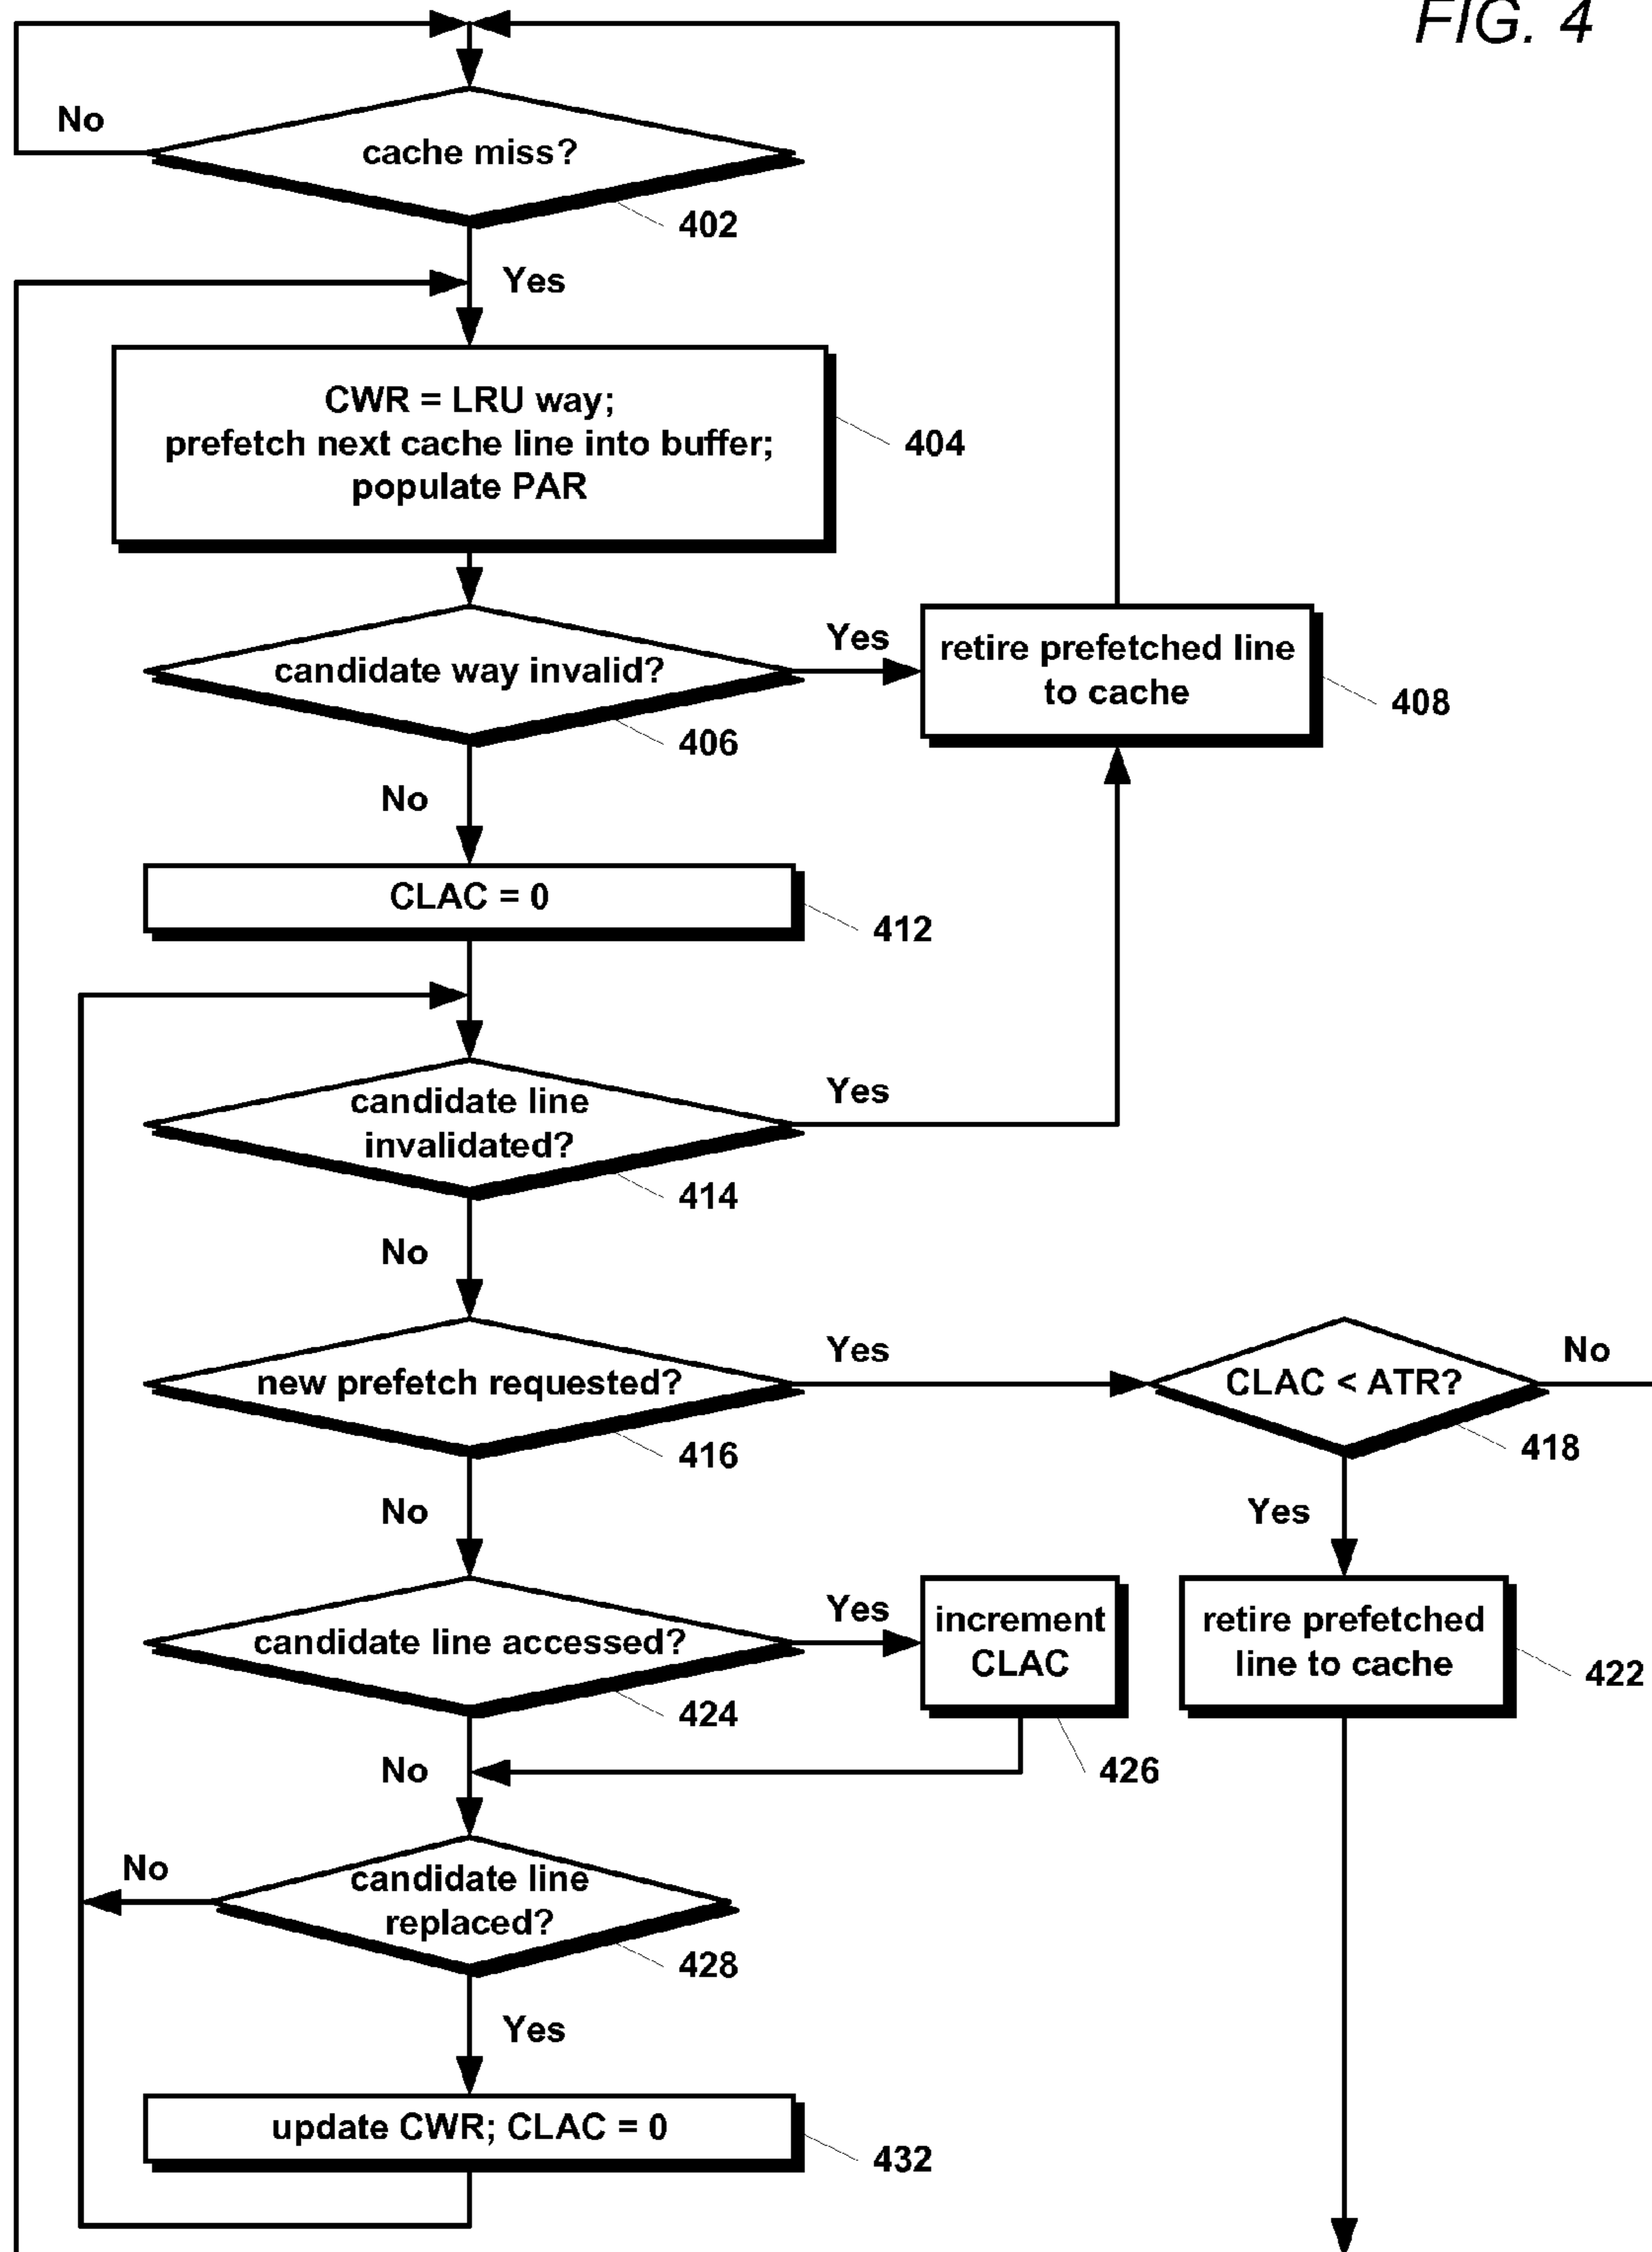 FIG. 4
No
cache miss?
402
Yes
CWR = LRU way;
prefetch next cache line into buffer;
populate PAR
404
candidate way invalid?
406
Yes
retire prefetched line
to cache
408
No
CLAC = 0
412
candidate line
invalidated?
414
Yes
No
new prefetch requested?
416
Yes
CLAC < ATR?
418
No
Yes
retire prefetched
line to cache
422
No
candidate line accessed?
424
Yes
increment
CLAC
426
No
candidate line
replaced?
428
No
Yes
update CWR; CLAC = 0
432